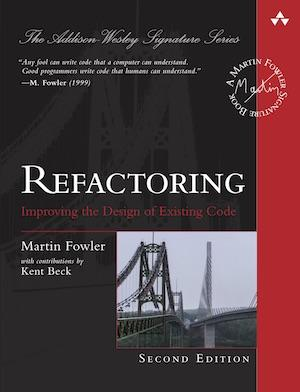 The Addison Wesley Signature Series
"Any fool can write code that a computer can understand.
Good programmers write code that humans can understand."
—M. Fowler (1999)
A MARTIN FOWLER SIGNATURE BOOK
Martin
REFACTORING
Improving the Design of Existing Code
Martin Fowler
with contributions by
Kent Beck
SECOND EDITION